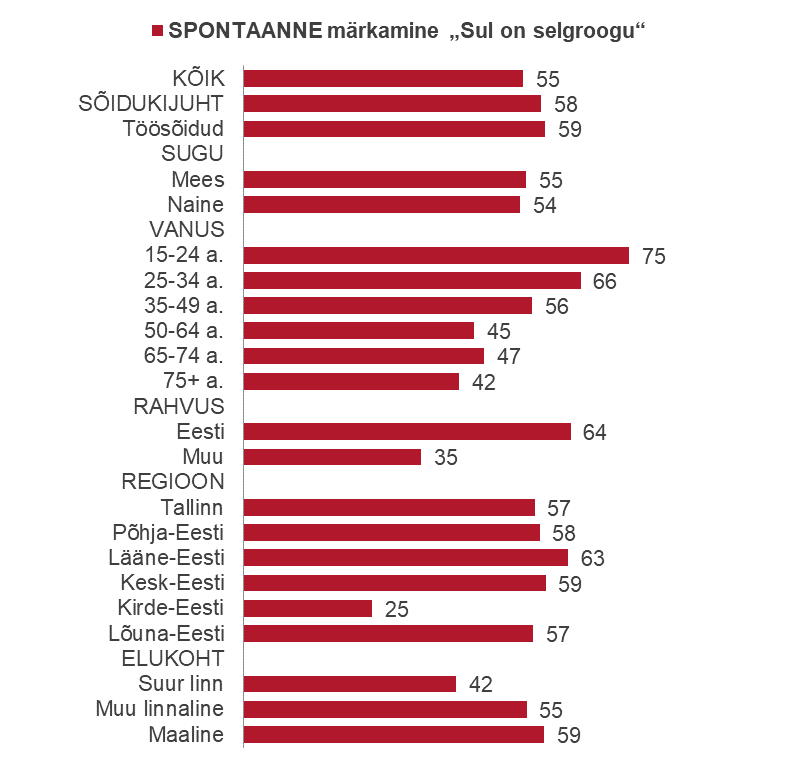 SPONTAANNE märkamine „Sul on selgroogu“
KÕIK 55
SÕIDUKIJUHT 58
Töösõidud 59
SUGU
Mees 55
Naine 54
VANUS
15-24 a. 75
25-34 a. 66
35-49 a. 56
50-64 a. 45
65-74 a. 47
75+ a. 42
RAHVUS
Eesti 64
Muu 35
REGIOON
Tallinn 57
Põhja-Eesti 58
Lääne-Eesti 63
Kesk-Eesti 59
Kirde-Eesti 25
Lõuna-Eesti 57
ELUKOHT
Suur linn 42
Muu linnaline 55
Maaline 59